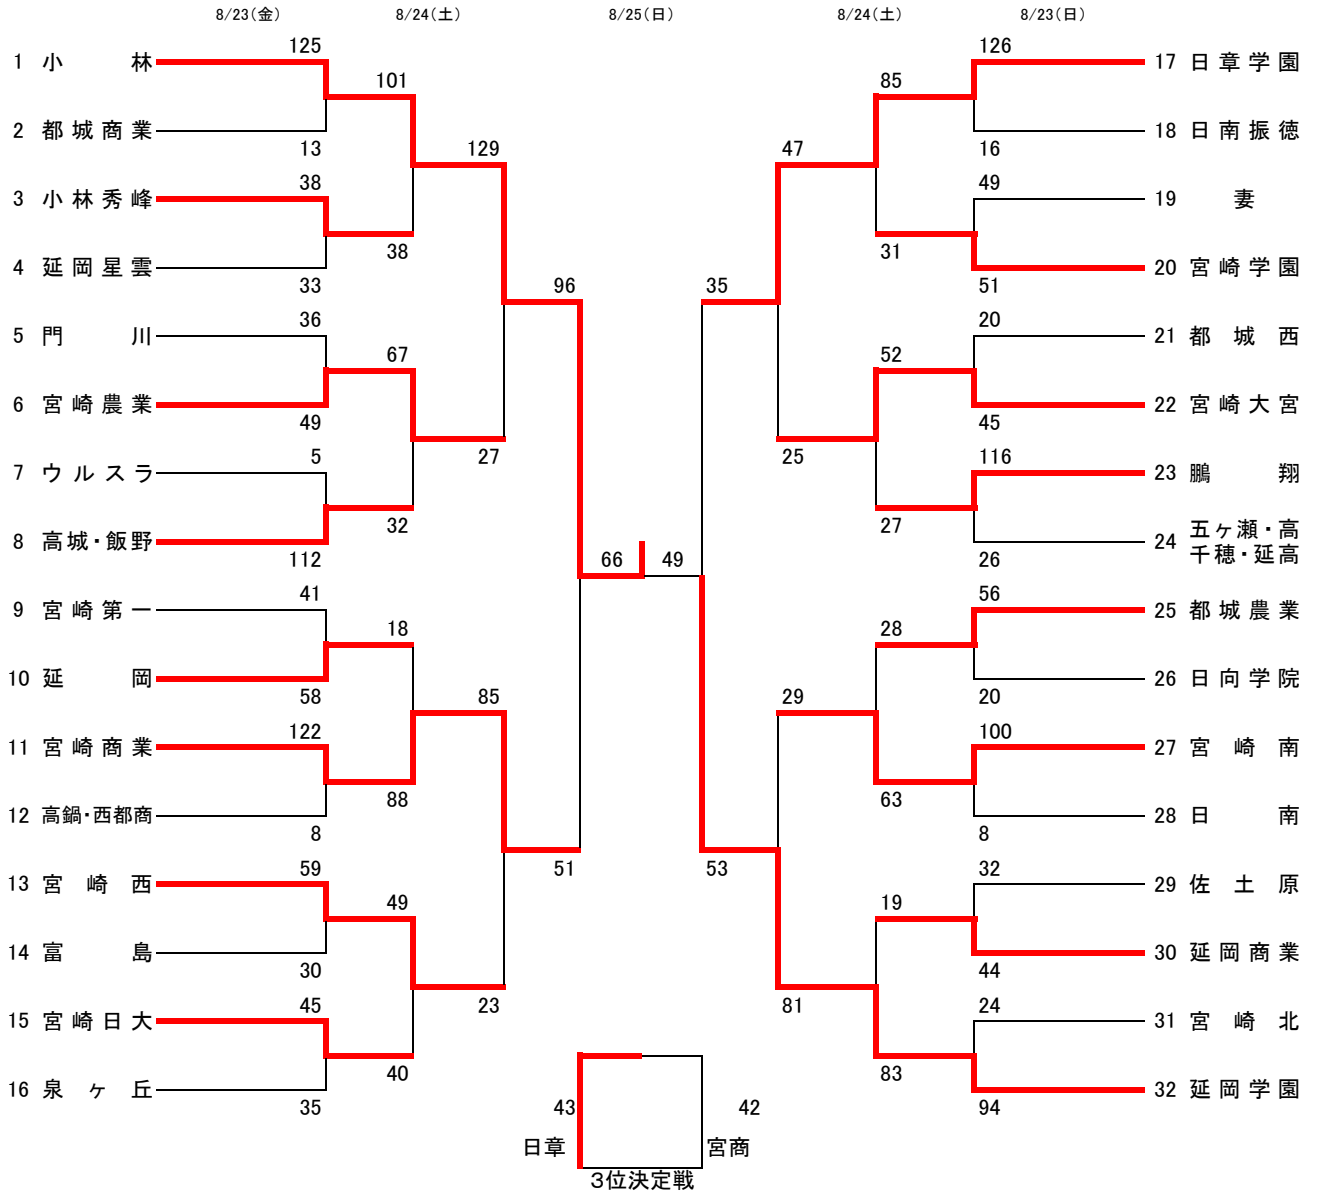 8/23(金) 8/24(土) 8/25(日) 8/24(土) 8/23(日)
125 126
1 小林 17 日章学園
101 85
2 都城商業 18 日南振徳
13 129 47 16
38 49
3 小林秀峰 19 妻
38 31
4 延岡星雲 20 宮崎学園
33 96 35 51
36 20
5 門川 21 都城西
67 52
6 宮崎農業 22 宮崎大宮
49 45
5 27 25 116
7 ウルスラ 23 鵬翔
32 27
8 高城・飯野 24 五ヶ瀬・高
千穂・延高
112 66 49 26
41 56
9 宮崎第一 25 都城農業
18 28
10 延岡 26 日向学院
58 85 29 20
122 100
11 宮崎商業 27 宮崎南
88 63
12 高鍋・西都商 28 日南
8 8
59 51 53 32
13 宮崎西 29 佐土原
49 19
14 富島 30 延岡商業
30 44
45 23 81 24
15 宮崎日大 31 宮崎北
40 83
16 泉ヶ丘 32 延岡学園
35 43 42 94
日章 宮商
3位決定戦